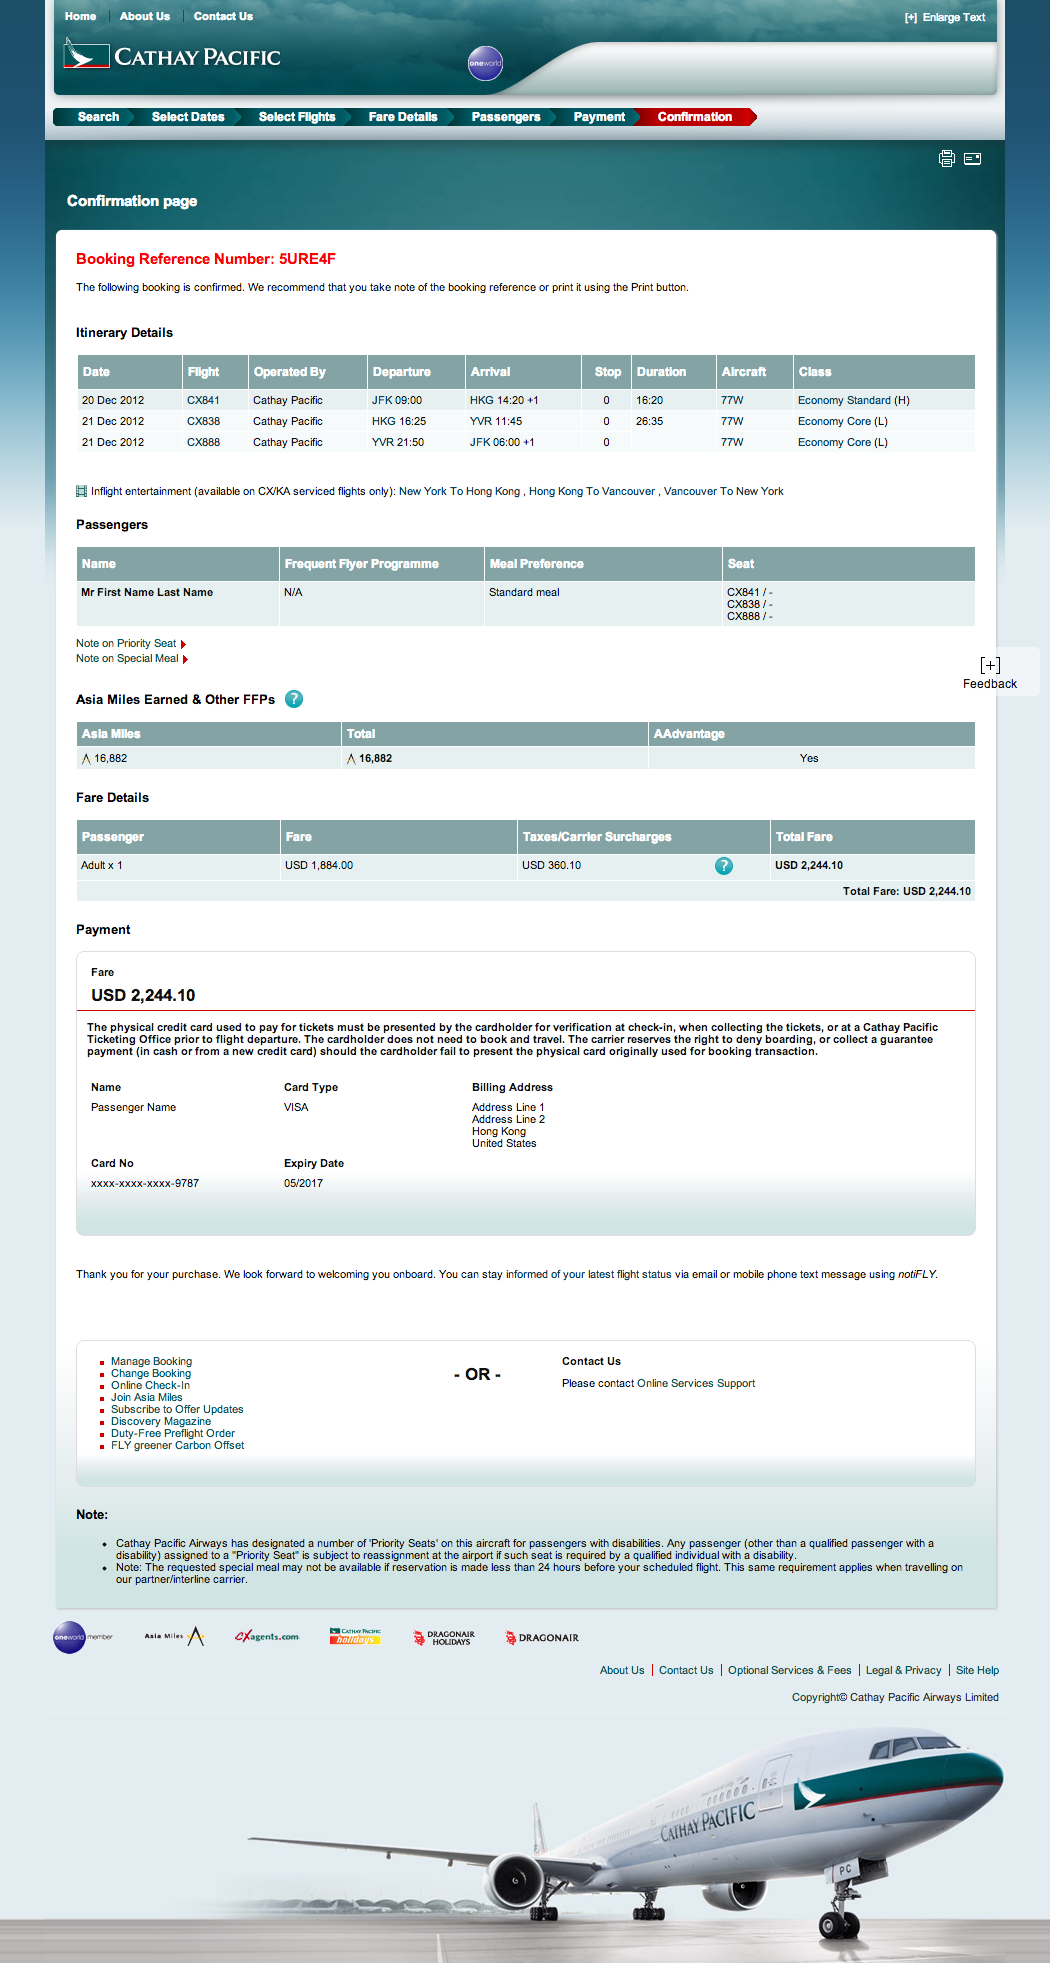 Home About Us Contact Us
[+] Enlarge Text
CATHAY PACIFIC
oneworld
Search Select Dates Select Flights Fare Details Passengers Payment Confirmation
Confirmation page
Booking Reference Number: 5URE4F
The following booking is confirmed. We recommend that you take note of the booking reference or print it using the Print button.
Itinerary Details
Date Flight Operated By Departure Arrival Stop Duration Aircraft Class
20 Dec 2012 CX841 Cathay Pacific JFK 09:00 HKG 14:20 +1 0 16:20 77W Economy Standard (H)
21 Dec 2012 CX838 Cathay Pacific HKG 16:25 YVR 11:45 0 26:35 77W Economy Core (L)
21 Dec 2012 CX888 Cathay Pacific YVR 21:50 JFK 06:00 +1 0 77W Economy Core (L)
Inflight entertainment (available on CX/KA serviced flights only): New York To Hong Kong , Hong Kong To Vancouver , Vancouver To New York
Passengers
Name Frequent Flyer Programme Meal Preference Seat
Mr First Name Last Name N/A Standard meal CX841 / -
CX838 / -
CX888 / -
Note on Priority Seat
Note on Special Meal
[+]
Feedback
Asia Miles Earned & Other FFPs ?
Asia Miles Total AAdvantage
16,882 16,882 Yes
Fare Details
Passenger Fare Taxes/Carrier Surcharges Total Fare
Adult x 1 USD 1,884.00 USD 360.10 ? USD 2,244.10
Total Fare: USD 2,244.10
Payment
Fare
USD 2,244.10
The physical credit card used to pay for tickets must be presented by the cardholder for verification at check-in, when collecting the tickets, or at a Cathay Pacific
Ticketing Office prior to flight departure. The cardholder does not need to book and travel. The carrier reserves the right to deny boarding, or collect a guarantee
payment (in cash or from a new credit card) should the cardholder fail to present the physical card originally used for booking transaction.
Name Card Type Billing Address
Passenger Name VISA Address Line 1
Address Line 2
Hong Kong
United States
Card No Expiry Date
xxxx-xxxx-xxxx-9787 05/2017
Thank you for your purchase. We look forward to welcoming you onboard. You can stay informed of your latest flight status via email or mobile phone text message using notiFLY.
Manage Booking
Change Booking
Online Check-In
Join Asia Miles
Subscribe to Offer Updates
Discovery Magazine
Duty-Free Preflight Order
FLY greener Carbon Offset
- OR -
Contact Us
Please contact Online Services Support
Note:
Cathay Pacific Airways has designated a number of 'Priority Seats' on this aircraft for passengers with disabilities. Any passenger (other than a qualified passenger with a
disability) assigned to a "Priority Seat" is subject to reassignment at the airport if such seat is required by a qualified individual with a disability.
Note: The requested special meal may not be available if reservation is made less than 24 hours before your scheduled flight. This same requirement applies when travelling on
our partner/interline carrier.
oneworld member Asia Miles CXagents.com CATHAY PACIFIC holidays DRAGONAIR HOLIDAYS DRAGONAIR
About Us Contact Us Optional Services & Fees Legal & Privacy Site Help
Copyright© Cathay Pacific Airways Limited
CATHAY PACIFIC
PC